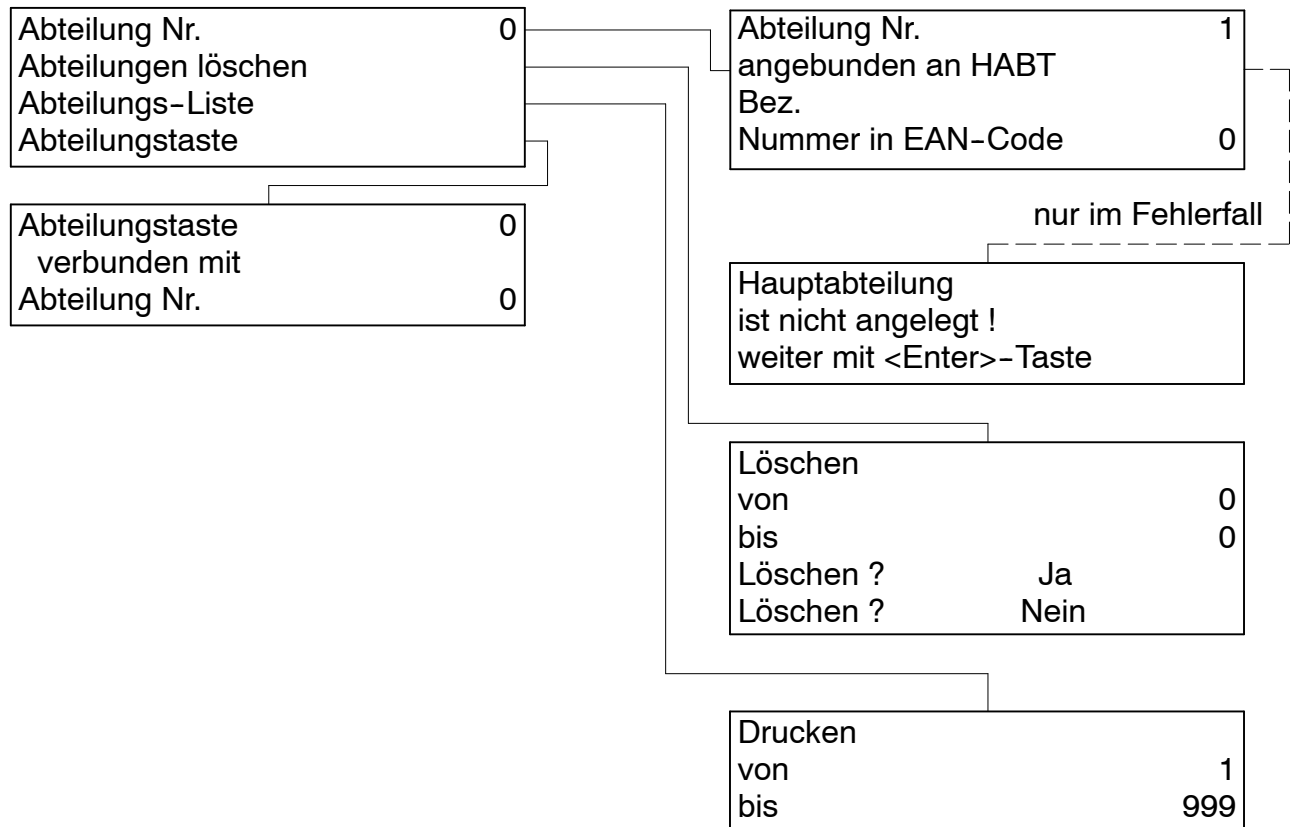 Abteilung Nr. 0
Abteilungen löschen
Abteilungs-Liste
Abteilungstaste
Abteilungstaste 0
verbunden mit
Abteilung Nr. 0
Abteilung Nr. 1
angebunden an HABT
Bez.
Nummer in EAN-Code 0
nur im Fehlerfall
Hauptabteilung
ist nicht angelegt !
weiter mit <Enter>-Taste
Löschen
von 0
bis 0
Löschen ? Ja
Löschen ? Nein
Drucken
von 1
bis 999